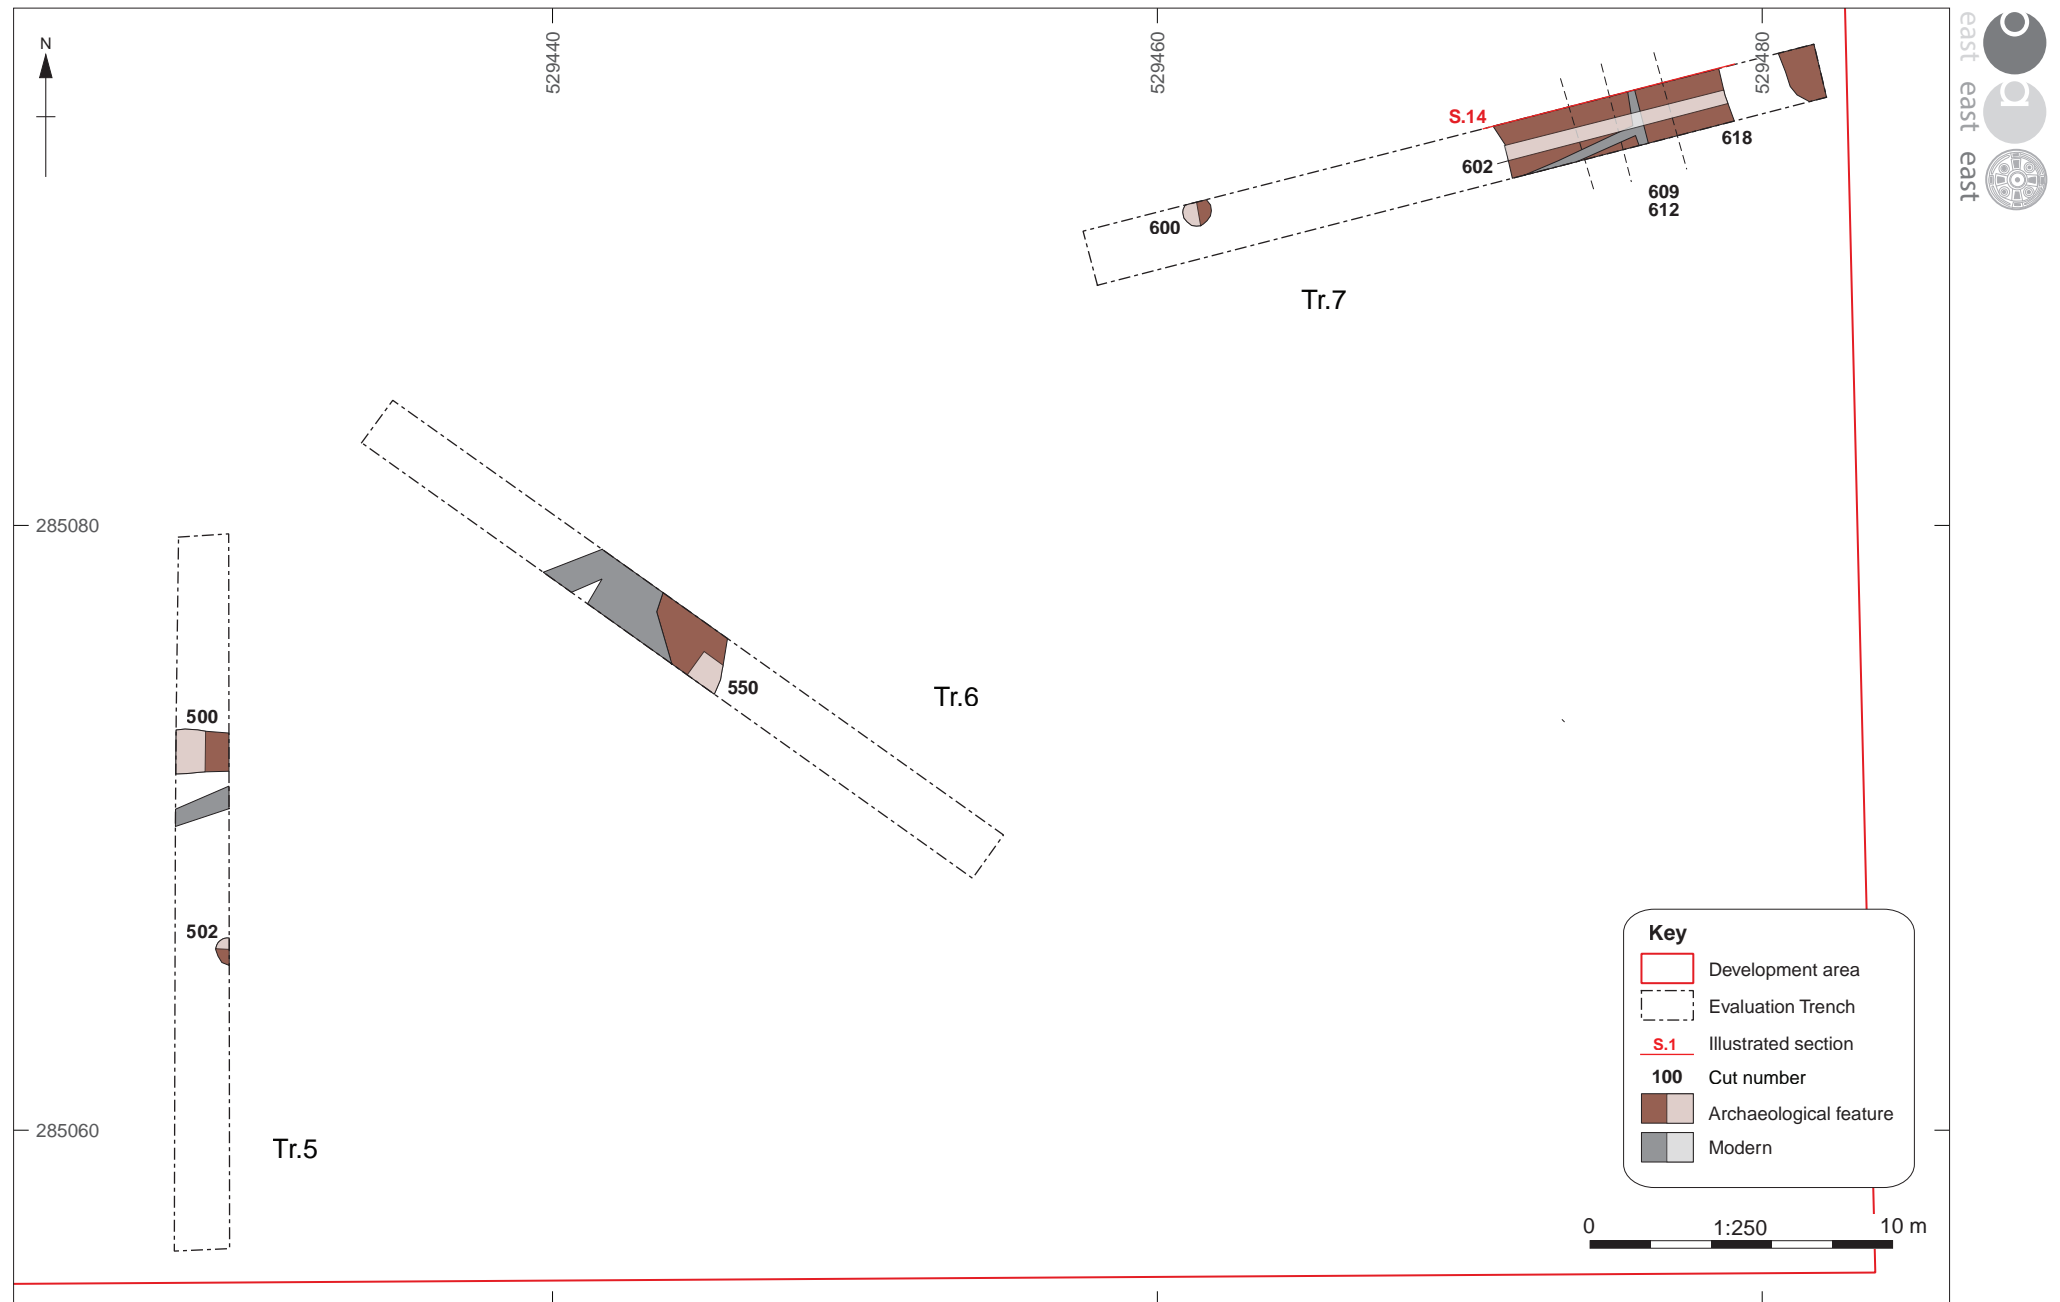 N
529440
529460
529480
east
east
east
S.14
618
602
609
612
600
Tr.7
285080
550
Tr.6
500
502
285060
Tr.5
Key
Development area
Evaluation Trench
S.1 Illustrated section
100 Cut number
Archaeological feature
Modern
0 1:250 10 m